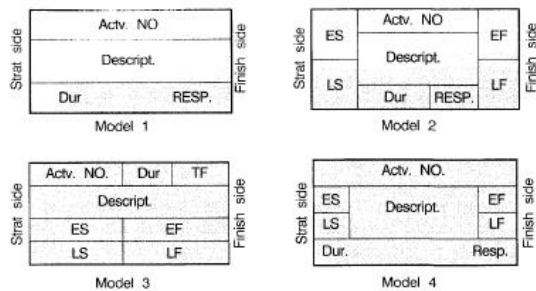 Strat side
Actv. NO
Descript.
Dur RESP.
Finish side
Model 1
Strat side
ES Actv. NO EF
Descript.
LS LF
Dur RESP.
Finish side
Model 2
Strat side
Actv. NO. Dur TF
Descript.
ES EF
LS LF
Finish side
Model 3
Strat side
Actv. NO.
ES Descript. EF
LS LF
Dur. Resp.
Finish side
Model 4